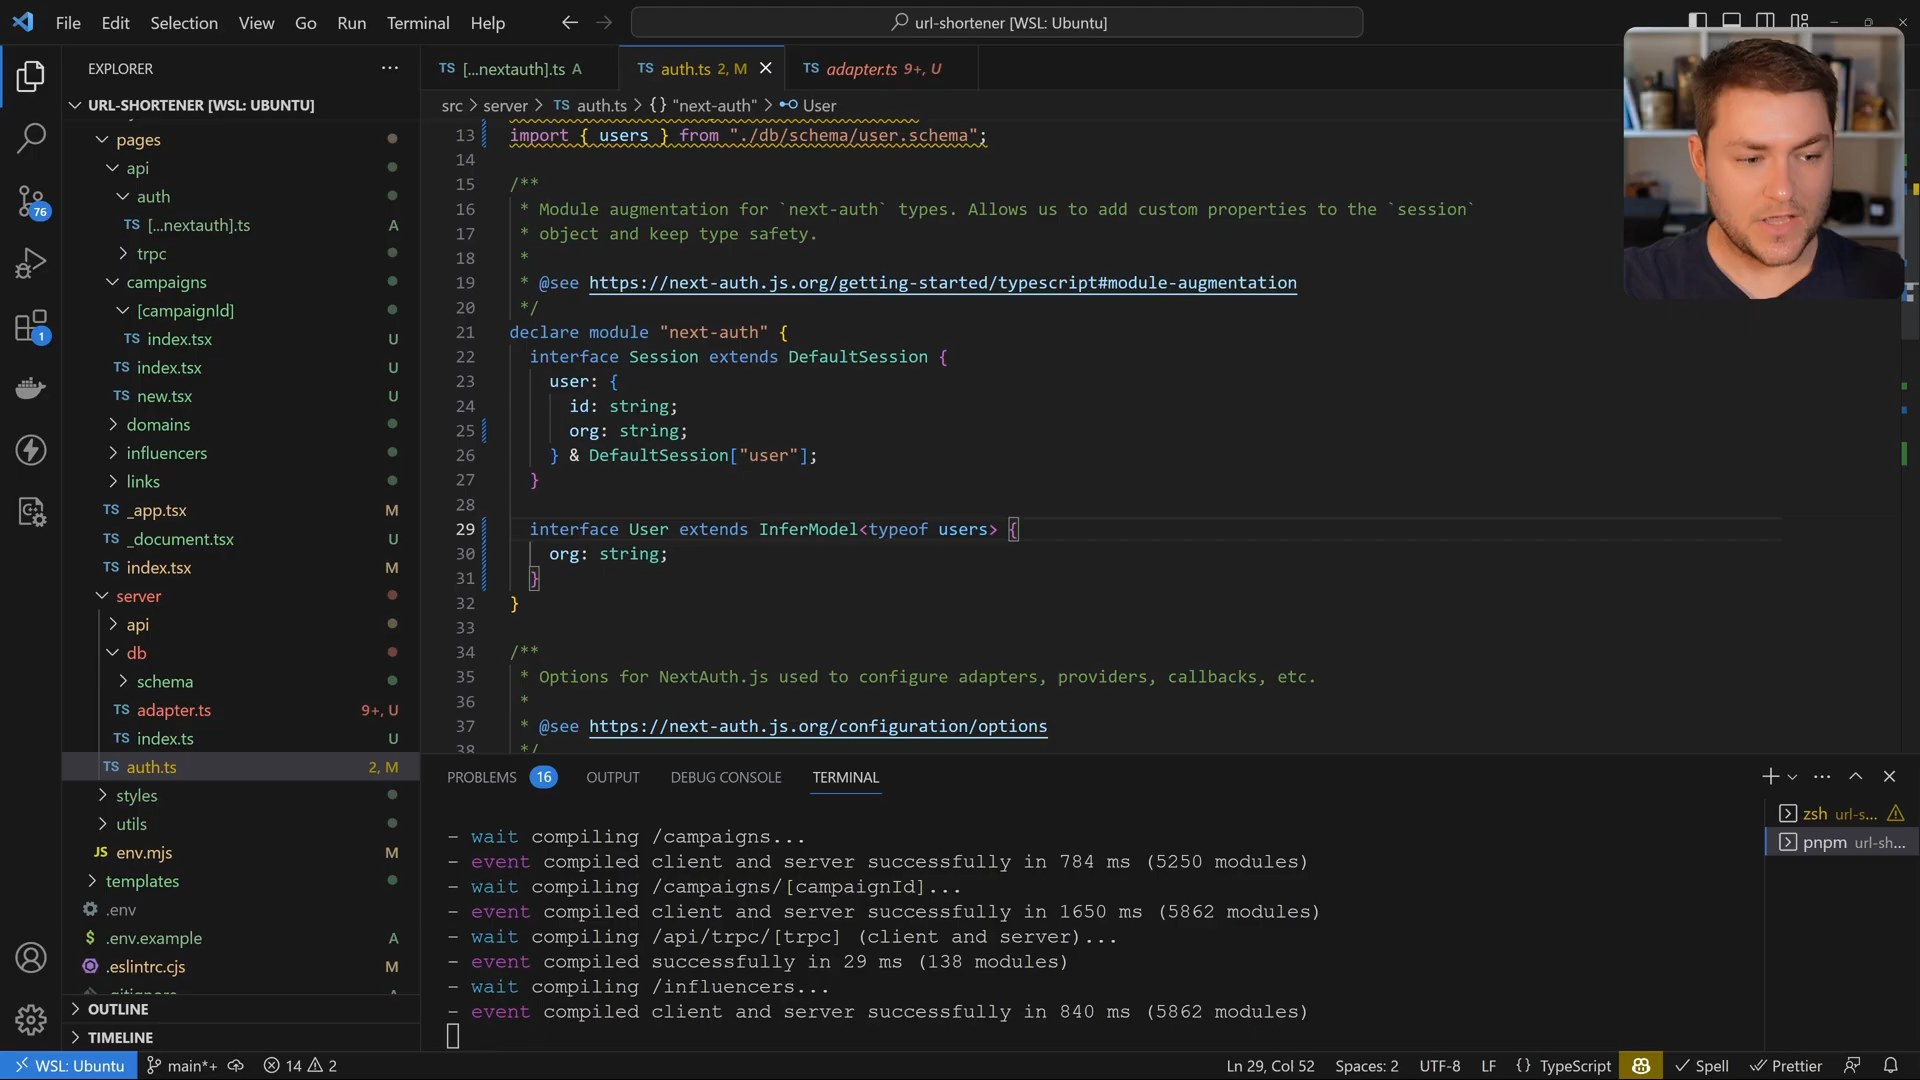 File Edit Selection View Go Run Terminal Help
url-shortener [WSL: Ubuntu]
EXPLORER
TS [...nextauth].ts A
TS auth.ts 2, M
TS adapter.ts 9+, U
URL-SHORTENER [WSL: UBUNTU]
src > server > TS auth.ts > {} "next-auth" > User
pages
api
auth
TS [...nextauth].ts A
trpc
campaigns
[campaignId]
TS index.tsx U
TS index.tsx U
TS new.tsx U
domains
influencers
links
TS _app.tsx M
TS _document.tsx U
TS index.tsx M
server
api
db
schema
TS adapter.ts 9+, U
TS index.ts U
TS auth.ts 2, M
styles
utils
JS env.mjs M
templates
.env
$ .env.example A
.eslintrc.cjs M
.gitignore
OUTLINE
TIMELINE
76
1
13 import { users } from "./db/schema/user.schema";
14
15 /**
16 * Module augmentation for `next-auth` types. Allows us to add custom properties to the `session`
17 * object and keep type safety.
18 *
19 * @see https://next-auth.js.org/getting-started/typescript#module-augmentation
20 */
21 declare module "next-auth" {
22 interface Session extends DefaultSession {
23 user: {
24 id: string;
25 org: string;
26 } & DefaultSession["user"];
27 }
28
29 interface User extends InferModel<typeof users> {
30 org: string;
31 }
32 }
33
34 /**
35 * Options for NextAuth.js used to configure adapters, providers, callbacks, etc.
36 *
37 * @see https://next-auth.js.org/configuration/options
38 */
PROBLEMS 16 OUTPUT DEBUG CONSOLE TERMINAL
- wait compiling /campaigns...
- event compiled client and server successfully in 784 ms (5250 modules)
- wait compiling /campaigns/[campaignId]...
- event compiled client and server successfully in 1650 ms (5862 modules)
- wait compiling /api/trpc/[trpc] (client and server)...
- event compiled successfully in 29 ms (138 modules)
- wait compiling /influencers...
- event compiled client and server successfully in 840 ms (5862 modules)
zsh url-s...
pnpm url-sh...
WSL: Ubuntu main*+ 14 2
Ln 29, Col 52 Spaces: 2 UTF-8 LF {} TypeScript Spell Prettier